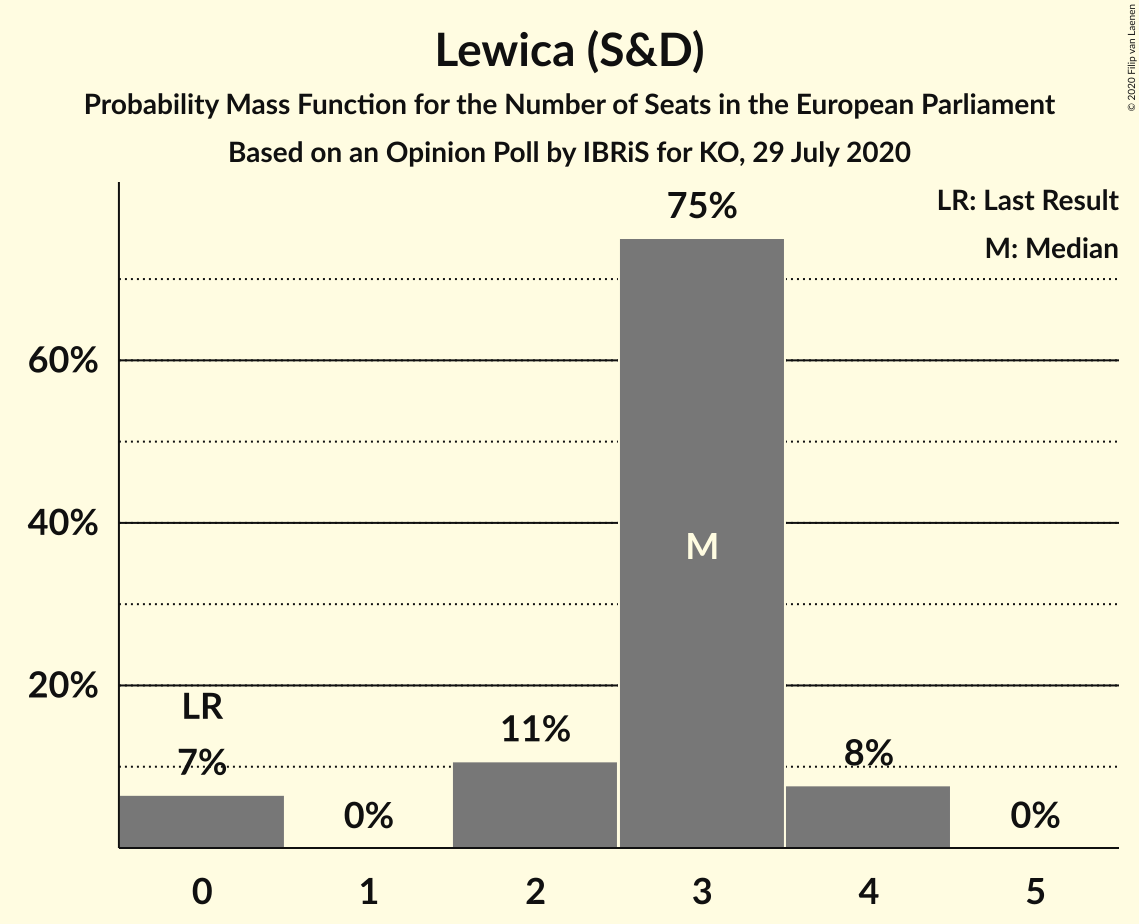 Lewica (S&D)
Probability Mass Function for the Number of Seats in the European Parliament
Based on an Opinion Poll by IBRiS for KO, 29 July 2020
© 2020 Filip van Laenen
LR: Last Result
M: Median
75%
60%
40%
M
20%
LR
7%
0%
11%
8%
0%
0
1
2
3
4
5